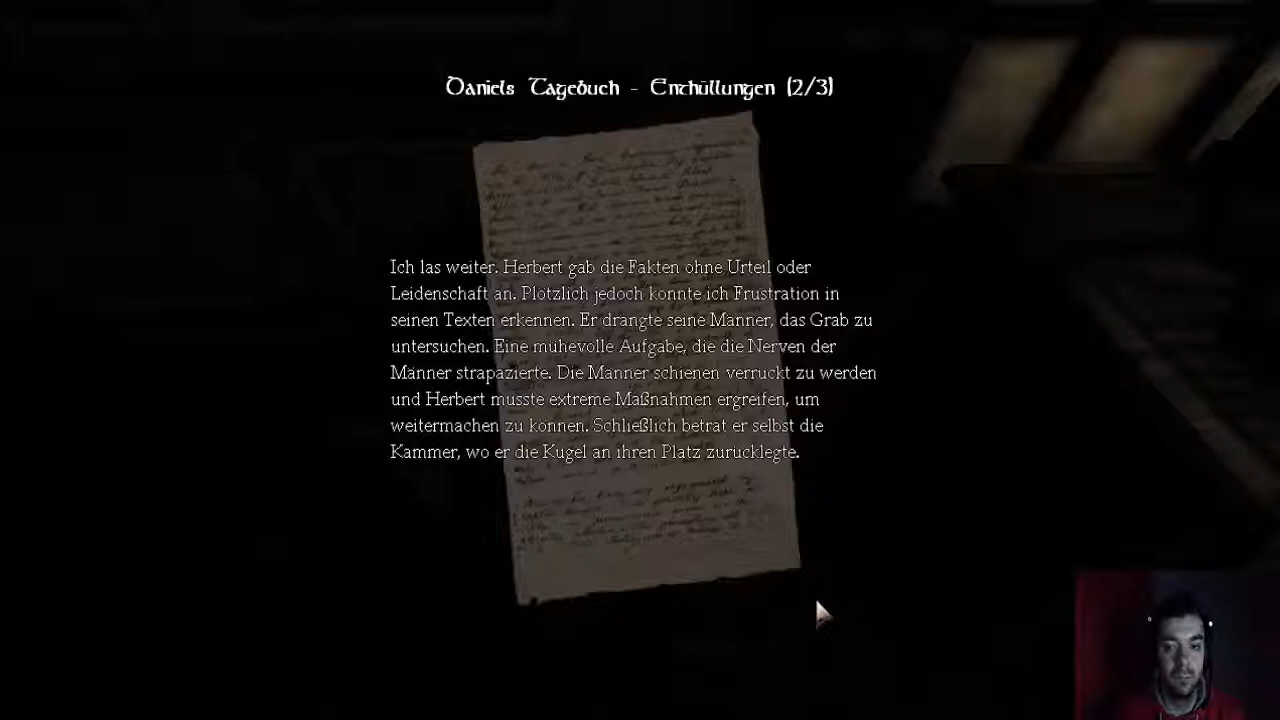 Daniels Tagebuch - Enthüllungen (2/3)
Ich las weiter. Herbert gab die Fakten ohne Urteil oder
Leidenschaft an. Plötzlich jedoch konnte ich Frustration in
seinen Texten erkennen. Er drängte seine Männer, das Grab zu
untersuchen. Eine mühevolle Aufgabe, die die Nerven der
Männer strapazierte. Die Männer schienen verrückt zu werden
und Herbert musste extreme Maßnahmen ergreifen, um
weitermachen zu können. Schließlich betrat er selbst die
Kammer, wo er die Kugel an ihren Platz zurücklegte.